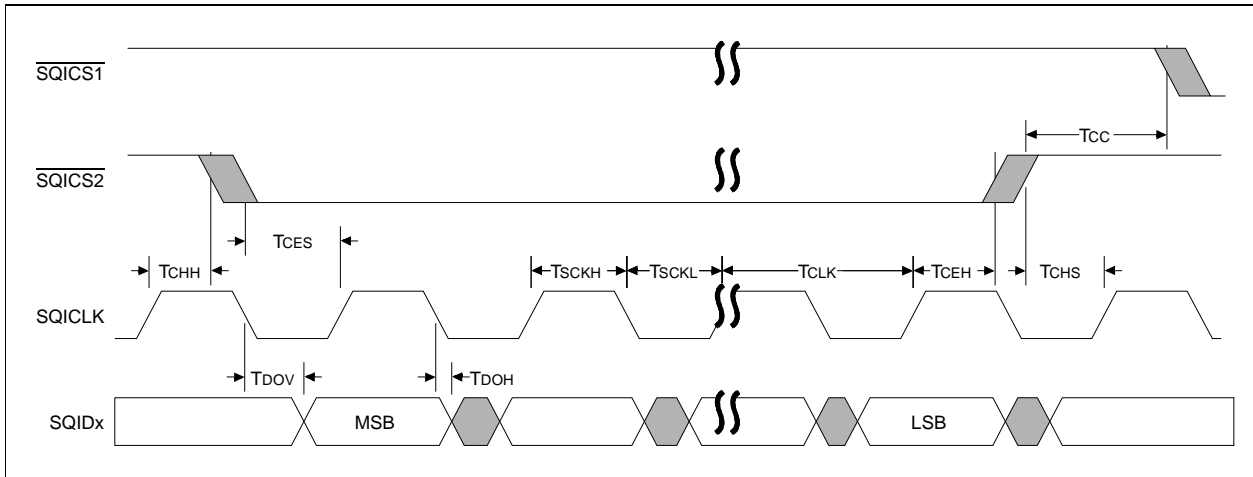 SQICS1
TCC
SQICS2
TCES
TCHH
TSCKH
TSCKL
TCLK
TCEH
TCHS
SQICLK
TDOV
TDOH
SQIDx
MSB
LSB